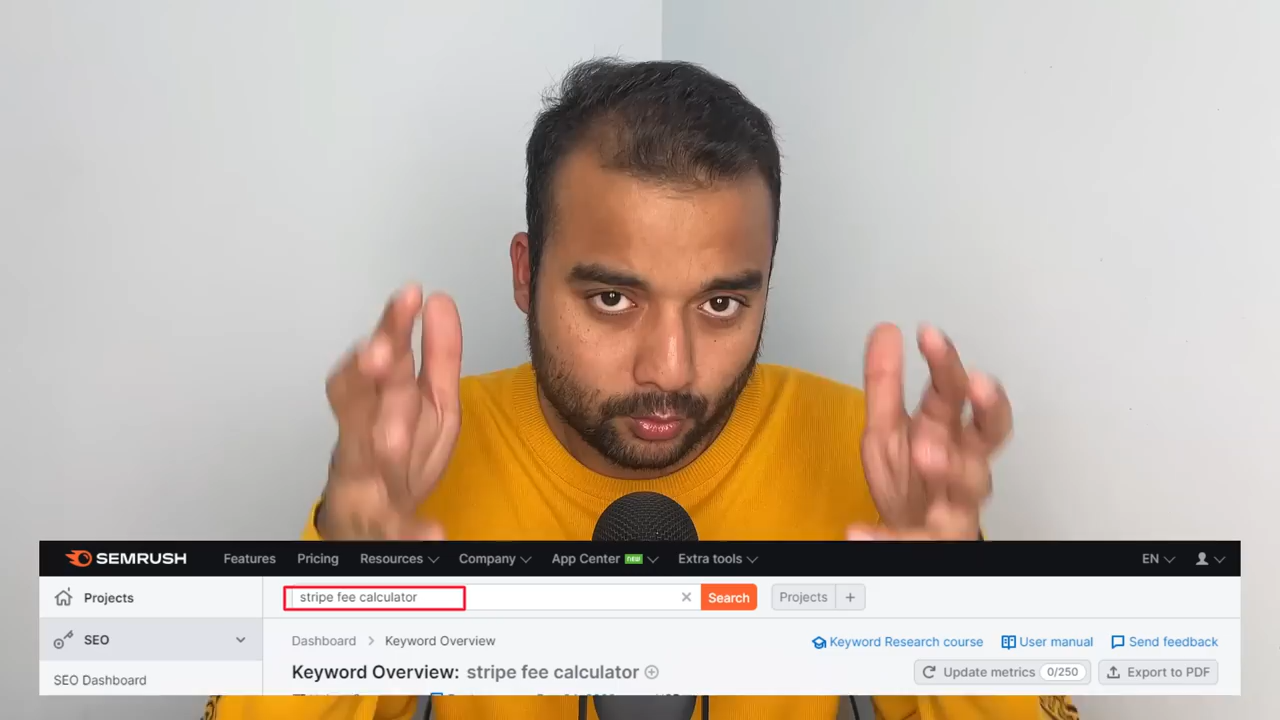 SEMRUSH Features Pricing Resources Company App Center new Extra tools EN
Projects stripe fee calculator Search Projects
SEO Dashboard Keyword Overview Keyword Research course User manual Send feedback
Keyword Overview: stripe fee calculator Update metrics 0/250 Export to PDF
SEO Dashboard